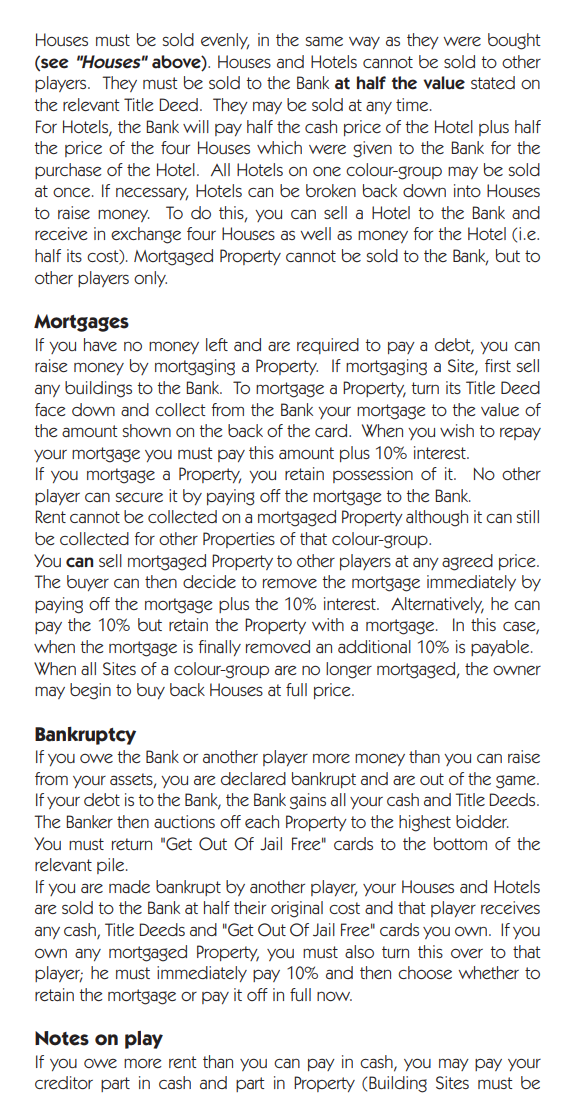 Houses must be sold evenly, in the same way as they were bought
(see "Houses" above). Houses and Hotels cannot be sold to other
players. They must be sold to the Bank at half the value stated on
the relevant Title Deed. They may be sold at any time.
For Hotels, the Bank will pay half the cash price of the Hotel plus half
the price of the four Houses which were given to the Bank for the
purchase of the Hotel. All Hotels on one colour-group may be sold
at once. If necessary, Hotels can be broken back down into Houses
to raise money. To do this, you can sell a Hotel to the Bank and
receive in exchange four Houses as well as money for the Hotel (i.e.
half its cost). Mortgaged Property cannot be sold to the Bank, but to
other players only.
Mortgages
If you have no money left and are required to pay a debt, you can
raise money by mortgaging a Property. If mortgaging a Site, first sell
any buildings to the Bank. To mortgage a Property, turn its Title Deed
face down and collect from the Bank your mortgage to the value of
the amount shown on the back of the card. When you wish to repay
your mortgage you must pay this amount plus 10% interest.
If you mortgage a Property, you retain possession of it. No other
player can secure it by paying off the mortgage to the Bank.
Rent cannot be collected on a mortgaged Property although it can still
be collected for other Properties of that colour-group.
You can sell mortgaged Property to other players at any agreed price.
The buyer can then decide to remove the mortgage immediately by
paying off the mortgage plus the 10% interest. Alternatively, he can
pay the 10% but retain the Property with a mortgage. In this case,
when the mortgage is finally removed an additional 10% is payable.
When all Sites of a colour-group are no longer mortgaged, the owner
may begin to buy back Houses at full price.
Bankruptcy
If you owe the Bank or another player more money than you can raise
from your assets, you are declared bankrupt and are out of the game.
If your debt is to the Bank, the Bank gains all your cash and Title Deeds.
The Banker then auctions off each Property to the highest bidder.
You must return "Get Out Of Jail Free" cards to the bottom of the
relevant pile.
If you are made bankrupt by another player, your Houses and Hotels
are sold to the Bank at half their original cost and that player receives
any cash, Title Deeds and "Get Out Of Jail Free" cards you own. If you
own any mortgaged Property, you must also turn this over to that
player; he must immediately pay 10% and then choose whether to
retain the mortgage or pay it off in full now.
Notes on play
If you owe more rent than you can pay in cash, you may pay your
creditor part in cash and part in Property (Building Sites must be